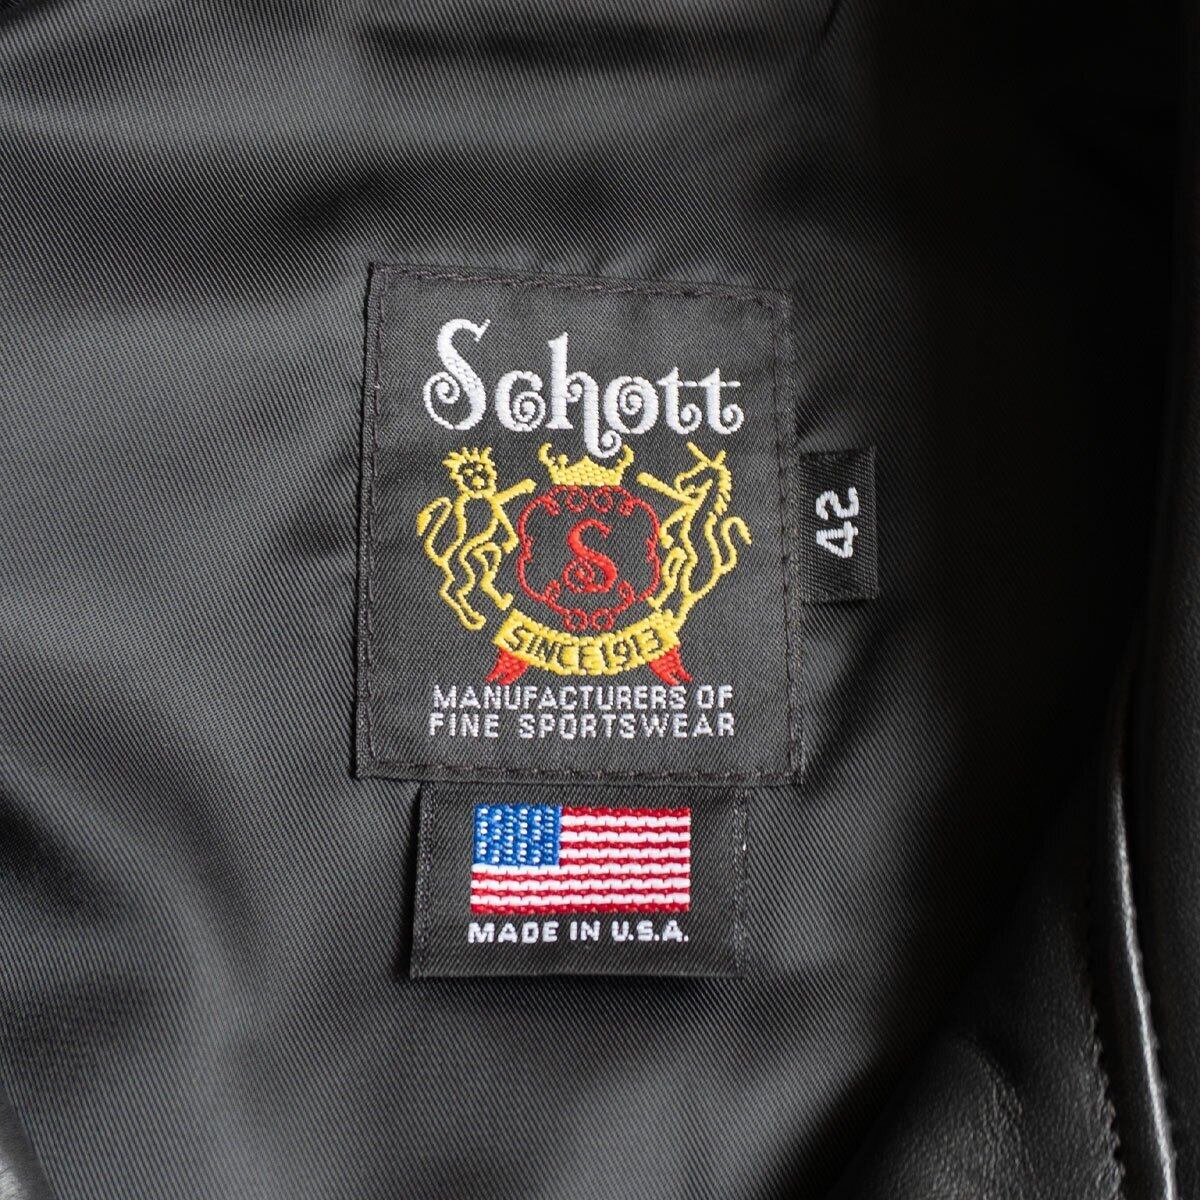 Schott
42
S
SINCE 1913
MANUFACTURERS OF
FINE SPORTSWEAR
MADE IN U.S.A.